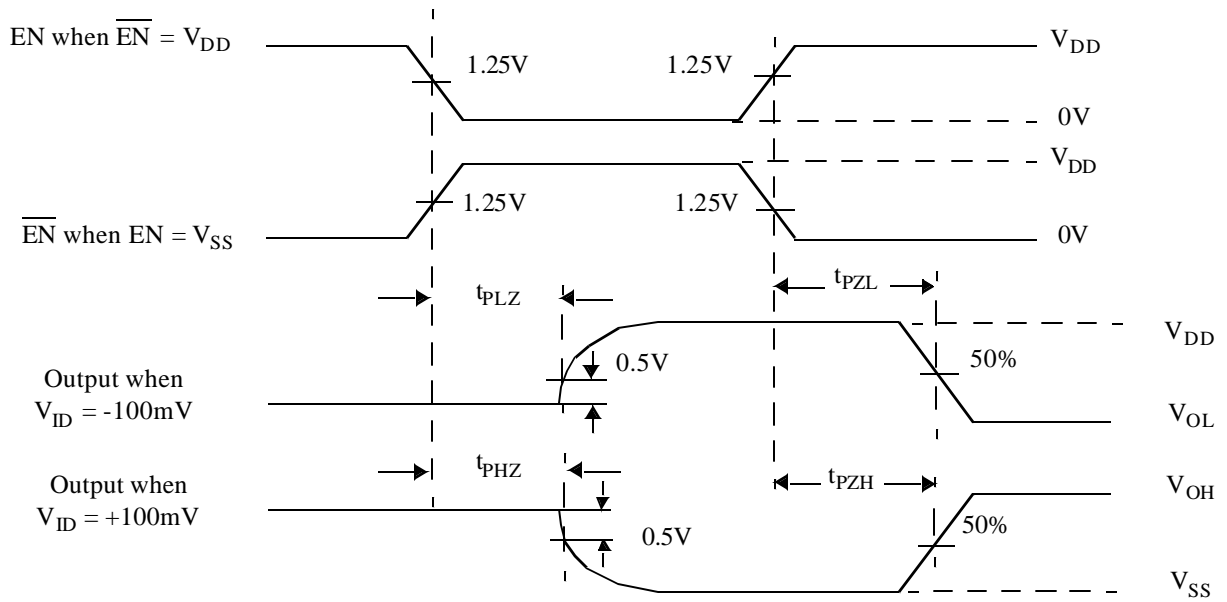 EN when E̅N̅ = V_DD
1.25V
1.25V
V_DD
0V
V_DD
1.25V
1.25V
E̅N̅ when EN = V_SS
0V
t_PLZ
t_PZL
V_DD
0.5V
50%
Output when
V_ID = -100mV
V_OL
t_PHZ
t_PZH
V_OH
Output when
V_ID = +100mV
0.5V
50%
V_SS